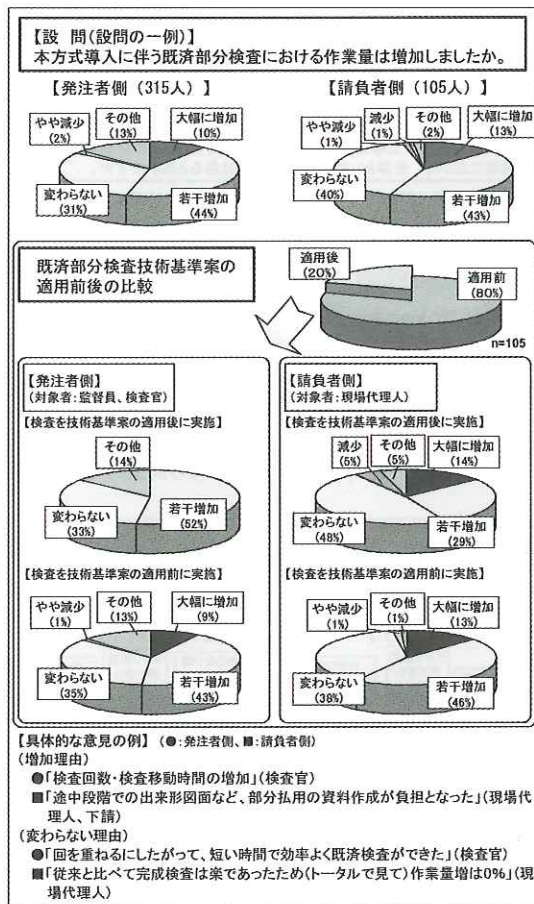 【設　問(設問の一例)】
本方式導入に伴う既済部分検査における作業量は増加しましたか。
【発注者側(315人)】
【請負者側(105人)】
やや減少
(2%)
その他
(13%)
大幅に増加
(10%)
変わらない
(31%)
若干増加
(44%)
やや減少
(1%)
減少
(1%)
その他
(2%)
大幅に増加
(13%)
変わらない
(40%)
若干増加
(43%)
既済部分検査技術基準案の
適用前後の比較
適用後
(20%)
適用前
(80%)
n=105
【発注者側】
(対象者:監督員、検査官)
【検査を技術基準案の適用後に実施】
その他
(14%)
変わらない
(33%)
若干増加
(52%)
【検査を技術基準案の適用前に実施】
やや減少
(1%)
その他
(13%)
大幅に増加
(9%)
変わらない
(35%)
若干増加
(43%)
【請負者側】
(対象者:現場代理人)
【検査を技術基準案の適用後に実施】
減少
(5%)
その他
(5%)
大幅に増加
(14%)
変わらない
(48%)
若干増加
(29%)
【検査を技術基準案の適用前に実施】
やや減少
(1%)
その他
(1%)
大幅に増加
(13%)
変わらない
(38%)
若干増加
(46%)
【具体的な意見の例】(●:発注者側、■:請負者側)
(増加理由)
●「検査回数・検査移動時間の増加」(検査官)
■「途中段階での出来形図面など、部分払用の資料作成が負担となった」(現場代
理人、下請)
(変わらない理由)
●「回を重ねるにしたがって、短い時間で効率よく既済検査ができた」(検査官)
■「従来と比べて完成検査は楽であったため(トータルで見て)作業量増は0%」(現
場代理人)